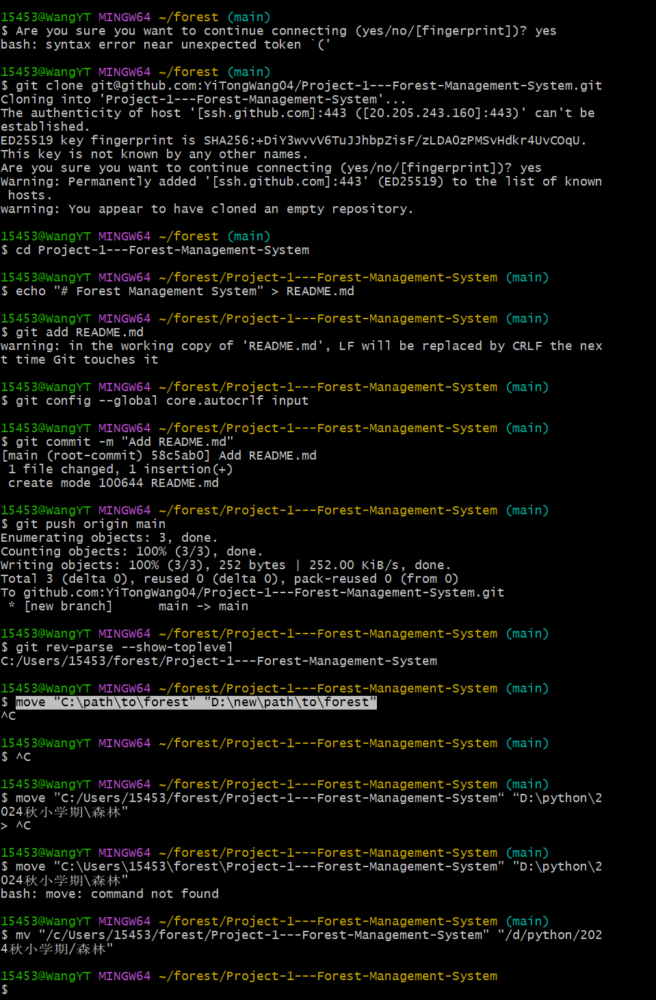 15453@WangYT MINGW64 ~/forest (main)
$ Are you sure you want to continue connecting (yes/no/[fingerprint])? yes
bash: syntax error near unexpected token `('
15453@WangYT MINGW64 ~/forest (main)
$ git clone git@github.com:YiTongWang04/Project-1---Forest-Management-System.git
Cloning into 'Project-1---Forest-Management-System'...
The authenticity of host '[ssh.github.com]:443 ([20.205.243.160]:443)' can't be
established.
ED25519 key fingerprint is SHA256:+DiY3wvvV6TuJJhbpZisF/zLDA0zPMSvHdkr4UvCOqU.
This key is not known by any other names.
Are you sure you want to continue connecting (yes/no/[fingerprint])? yes
Warning: Permanently added '[ssh.github.com]:443' (ED25519) to the list of known
hosts.
warning: You appear to have cloned an empty repository.
15453@WangYT MINGW64 ~/forest (main)
$ cd Project-1---Forest-Management-System
15453@WangYT MINGW64 ~/forest/Project-1---Forest-Management-System (main)
$ echo "# Forest Management System" > README.md
15453@WangYT MINGW64 ~/forest/Project-1---Forest-Management-System (main)
$ git add README.md
warning: in the working copy of 'README.md', LF will be replaced by CRLF the nex
t time Git touches it
15453@WangYT MINGW64 ~/forest/Project-1---Forest-Management-System (main)
$ git config --global core.autocrlf input
15453@WangYT MINGW64 ~/forest/Project-1---Forest-Management-System (main)
$ git commit -m "Add README.md"
[main (root-commit) 58c5ab0] Add README.md
1 file changed, 1 insertion(+)
create mode 100644 README.md
15453@WangYT MINGW64 ~/forest/Project-1---Forest-Management-System (main)
$ git push origin main
Enumerating objects: 3, done.
Counting objects: 100% (3/3), done.
Writing objects: 100% (3/3), 252 bytes | 252.00 KiB/s, done.
Total 3 (delta 0), reused 0 (delta 0), pack-reused 0 (from 0)
To github.com:YiTongWang04/Project-1---Forest-Management-System.git
* [new branch]      main -> main
15453@WangYT MINGW64 ~/forest/Project-1---Forest-Management-System (main)
$ git rev-parse --show-toplevel
C:/Users/15453/forest/Project-1---Forest-Management-System
15453@WangYT MINGW64 ~/forest/Project-1---Forest-Management-System (main)
$ move "C:\path\to\forest" "D:\new\path\to\forest"
^C
15453@WangYT MINGW64 ~/forest/Project-1---Forest-Management-System (main)
$ ^C
15453@WangYT MINGW64 ~/forest/Project-1---Forest-Management-System (main)
$ move ”C:/Users/15453/forest/Project-1---Forest-Management-System“ “D:\python\2
024秋小学期\森林"
> ^C
15453@WangYT MINGW64 ~/forest/Project-1---Forest-Management-System (main)
$ move "C:\Users\15453\forest\Project-1---Forest-Management-System" "D:\python\2
024秋小学期\森林"
bash: move: command not found
15453@WangYT MINGW64 ~/forest/Project-1---Forest-Management-System (main)
$ mv "/c/Users/15453/forest/Project-1---Forest-Management-System" "/d/python/202
4秋小学期/森林"
15453@WangYT MINGW64 ~/forest/Project-1---Forest-Management-System
$